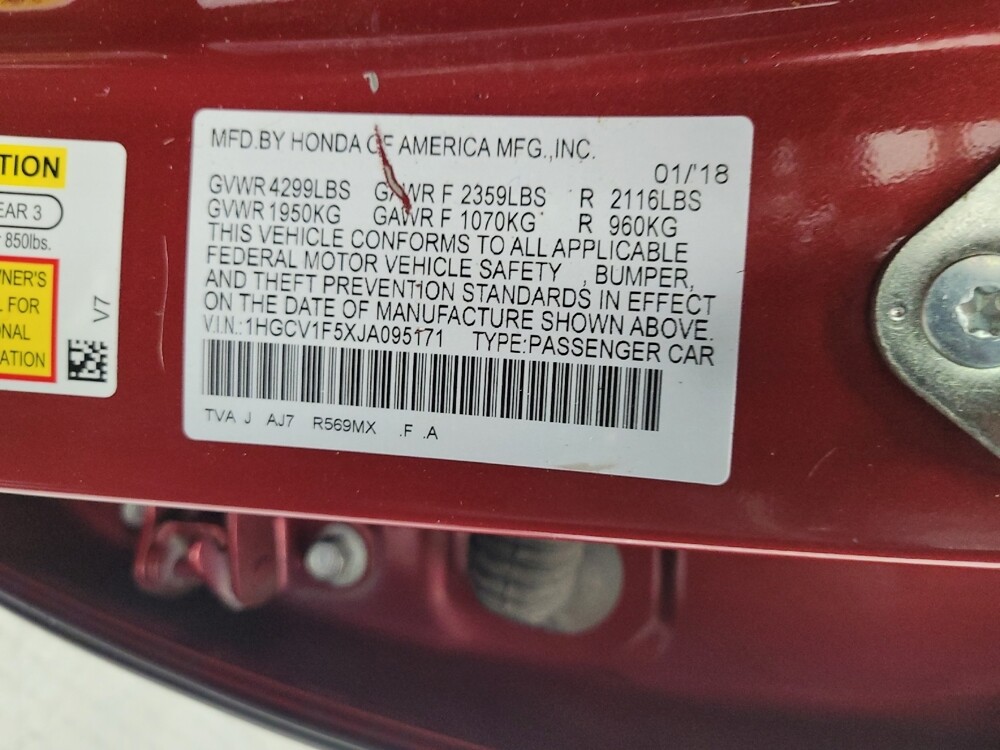 TION
EAR 3
850lbs.
NER'S
FOR
ONAL
ATION
V7
MFD.BY HONDA OF AMERICA MFG.,INC.
01/'18
GVWR 4299LBS GAWR F 2359LBS R 2116LBS
GVWR 1950KG GAWR F 1070KG R 960KG
THIS VEHICLE CONFORMS TO ALL APPLICABLE
FEDERAL MOTOR VEHICLE SAFETY , BUMPER,
AND THEFT PREVENTION STANDARDS IN EFFECT
ON THE DATE OF MANUFACTURE SHOWN ABOVE.
V.I.N.:1HGCV1F5XJA095171 TYPE:PASSENGER CAR
TVA J AJ7 R569MX .F .A